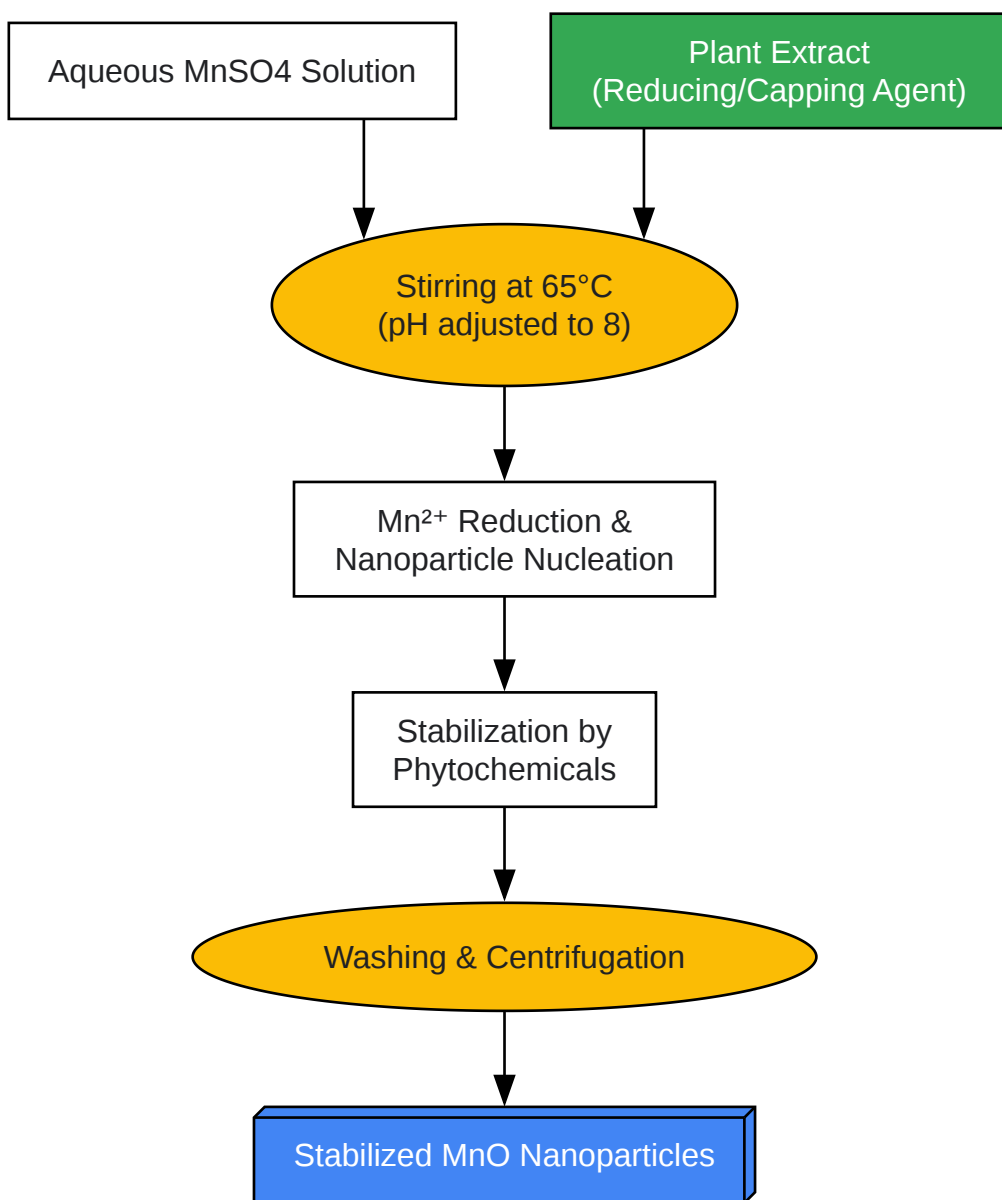 Aqueous MnSO4 Solution
Plant Extract
(Reducing/Capping Agent)
Stirring at 65°C
(pH adjusted to 8)
Mn²⁺ Reduction &
Nanoparticle Nucleation
Stabilization by
Phytochemicals
Washing & Centrifugation
Stabilized MnO Nanoparticles